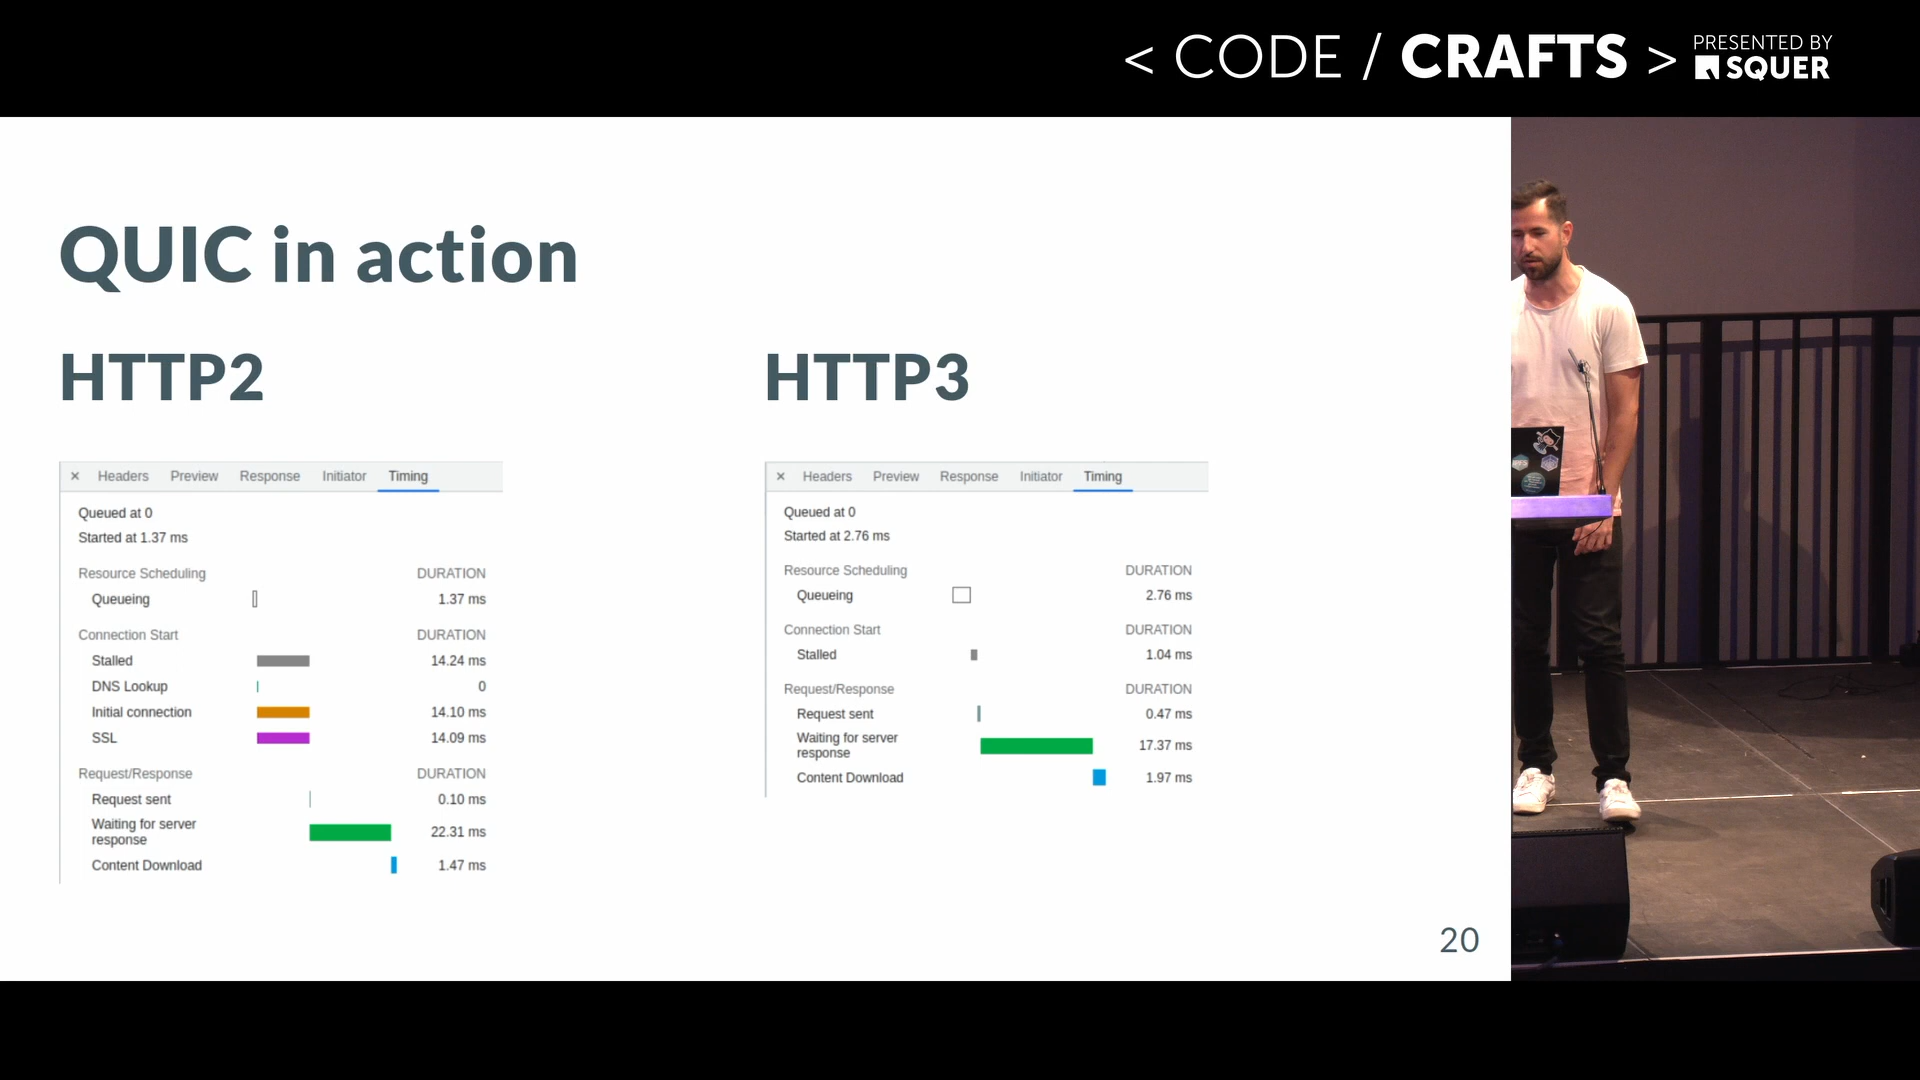 < CODE / CRAFTS > PRESENTED BY SQUER
QUIC in action
HTTP2
× Headers Preview Response Initiator Timing
Queued at 0
Started at 1.37 ms
Resource Scheduling DURATION
Queueing 1.37 ms
Connection Start DURATION
Stalled 14.24 ms
DNS Lookup 0
Initial connection 14.10 ms
SSL 14.09 ms
Request/Response DURATION
Request sent 0.10 ms
Waiting for server
response 22.31 ms
Content Download 1.47 ms
HTTP3
× Headers Preview Response Initiator Timing
Queued at 0
Started at 2.76 ms
Resource Scheduling DURATION
Queueing 2.76 ms
Connection Start DURATION
Stalled 1.04 ms
Request/Response DURATION
Request sent 0.47 ms
Waiting for server
response 17.37 ms
Content Download 1.97 ms
20